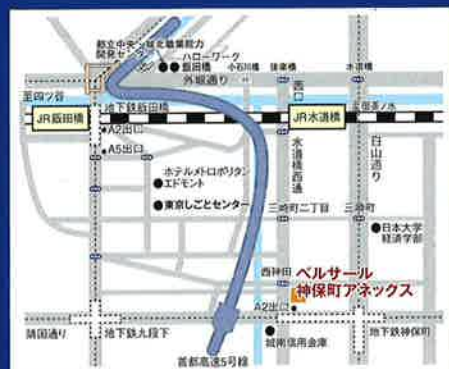 都立中央・城北職業能力
開発センター
ハローワーク
飯田橋
小石川橋
後楽橋
水道橋
外堀通り
至四ツ谷
地下鉄飯田橋
西口
至御茶ノ水
JR飯田橋
JR水道橋
A2出口
A5出口
水道橋西通
白山通り
ホテルメトロポリタン
エドモント
東京しごとセンター
三崎町二丁目
三崎町
日本大学
経済学部
西神田
ベルサール
神保町アネックス
A2出口
靖国通り
地下鉄九段下
城南信用金庫
地下鉄神保町
首都高速5号線